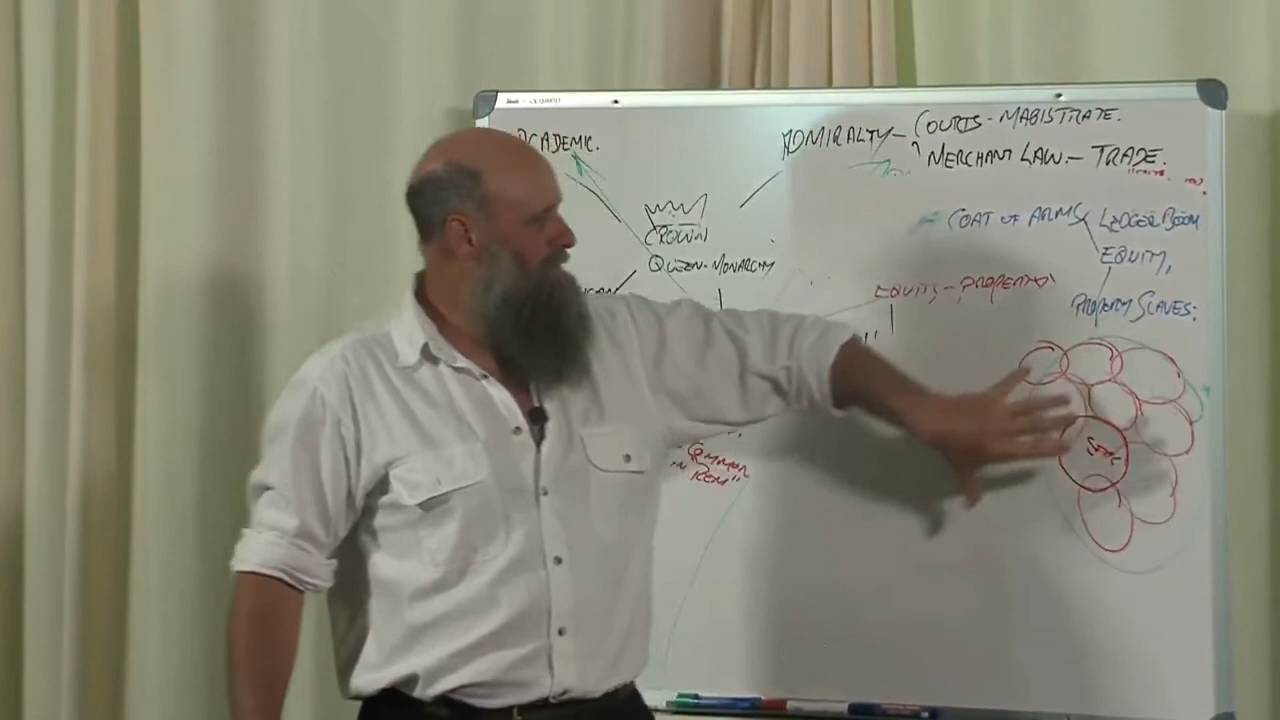 ACADEMIC.
ADMIRALTY - COURTS - MAGISTRATE.
MERCHANT LAW. - TRADE.
CROWN
QUEEN - MONARCHY
COAT OF ARMS
LEDGER BOOK
EQUITY,
PROPERTY SLAVES:
EQUITY - PROPERTY
REM"